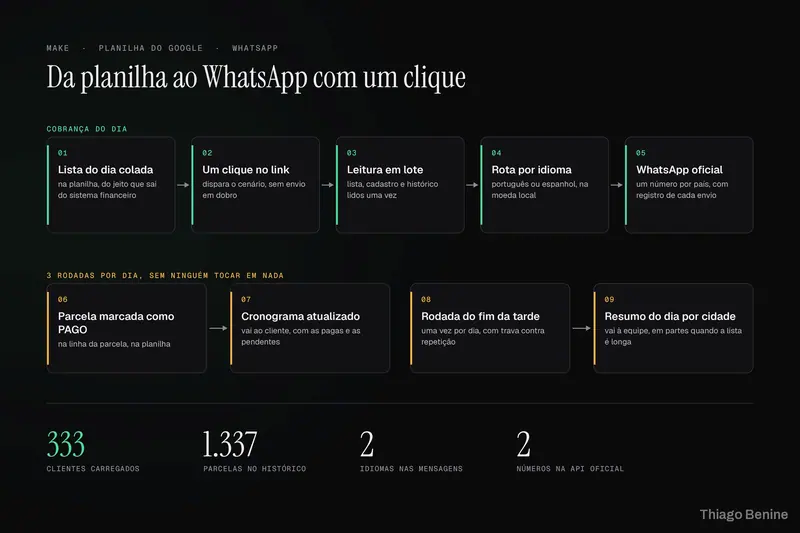 MAKE · PLANILHA DO GOOGLE · WHATSAPP
Da planilha ao WhatsApp com um clique
COBRANÇA DO DIA
01
Lista do dia colada
na planilha, do jeito que sai
do sistema financeiro
02
Um clique no link
dispara o cenário, sem envio
em dobro
03
Leitura em lote
lista, cadastro e histórico
lidos uma vez
04
Rota por idioma
português ou espanhol, na
moeda local
05
WhatsApp oficial
um número por país, com
registro de cada envio
3 RODADAS POR DIA, SEM NINGUÉM TOCAR EM NADA
06
Parcela marcada como
PAGO
na linha da parcela, na planilha
07
Cronograma atualizado
vai ao cliente, com as pagas e as
pendentes
08
Rodada do fim da tarde
uma vez por dia, com trava contra
repetição
09
Resumo do dia por cidade
vai à equipe, em partes quando a lista
é longa
333
CLIENTES CARREGADOS
1.337
PARCELAS NO HISTÓRICO
2
IDIOMAS NAS MENSAGENS
2
NÚMEROS NA API OFICIAL
Thiago Benine